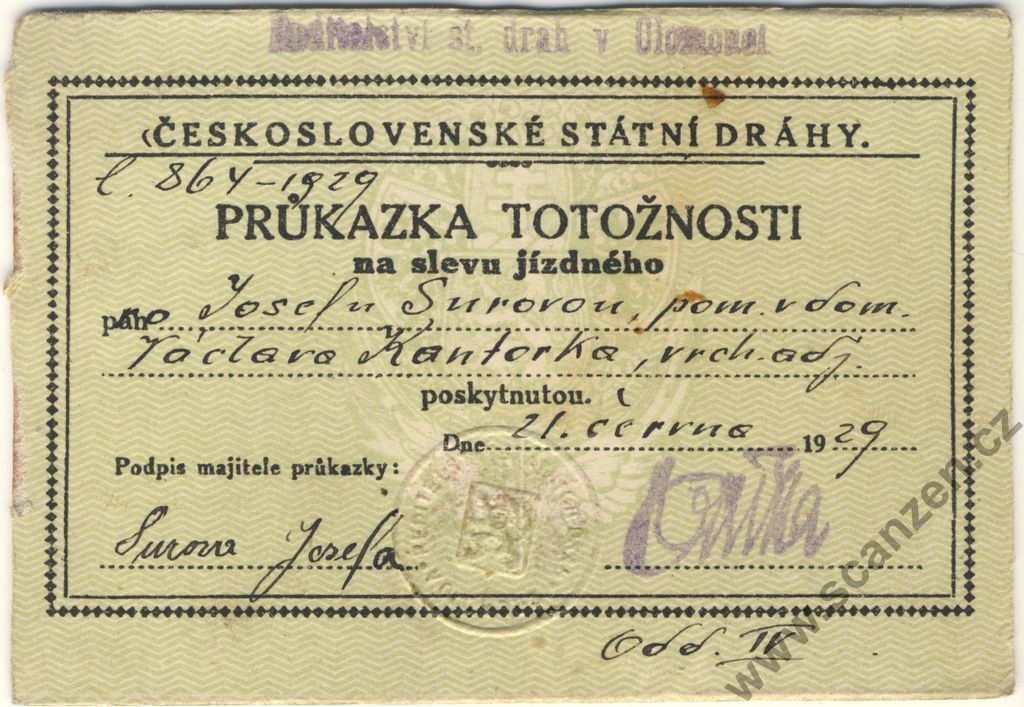 Ředitelství st. drah v Olomouci
ČESKOSLOVENSKÉ STÁTNÍ DRÁHY.
č. 864-1929
PRŮKAZKA TOTOŽNOSTI
na slevu jízdného
pro Josefu Surovou, pom. v dom.
Václava Kantorka, vrch. adj.
poskytnutou.
Dne 21. června 1929
Podpis majitele průkazky:
Surova Josefa
Odd. IV
www.scanzen.cz